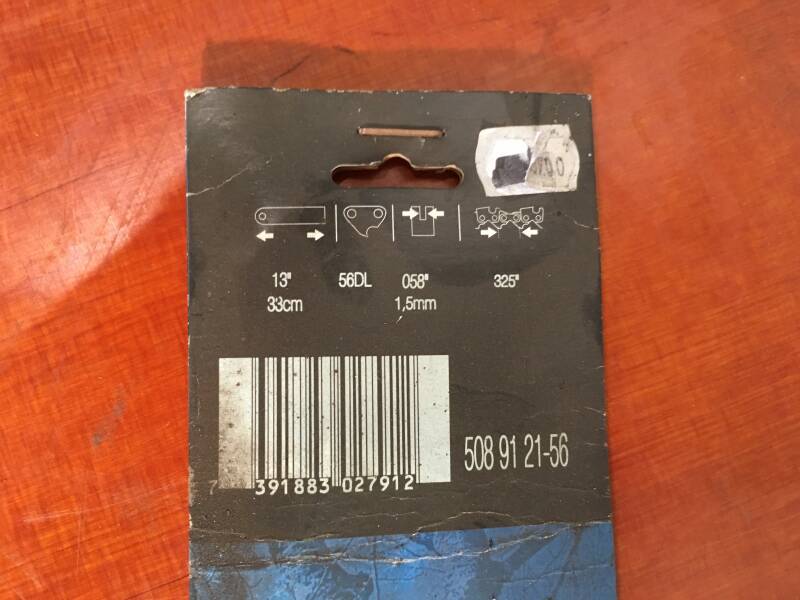 13" 56DL 058" 325"
33cm 1,5mm
508 91 21-56
7 391883 027912